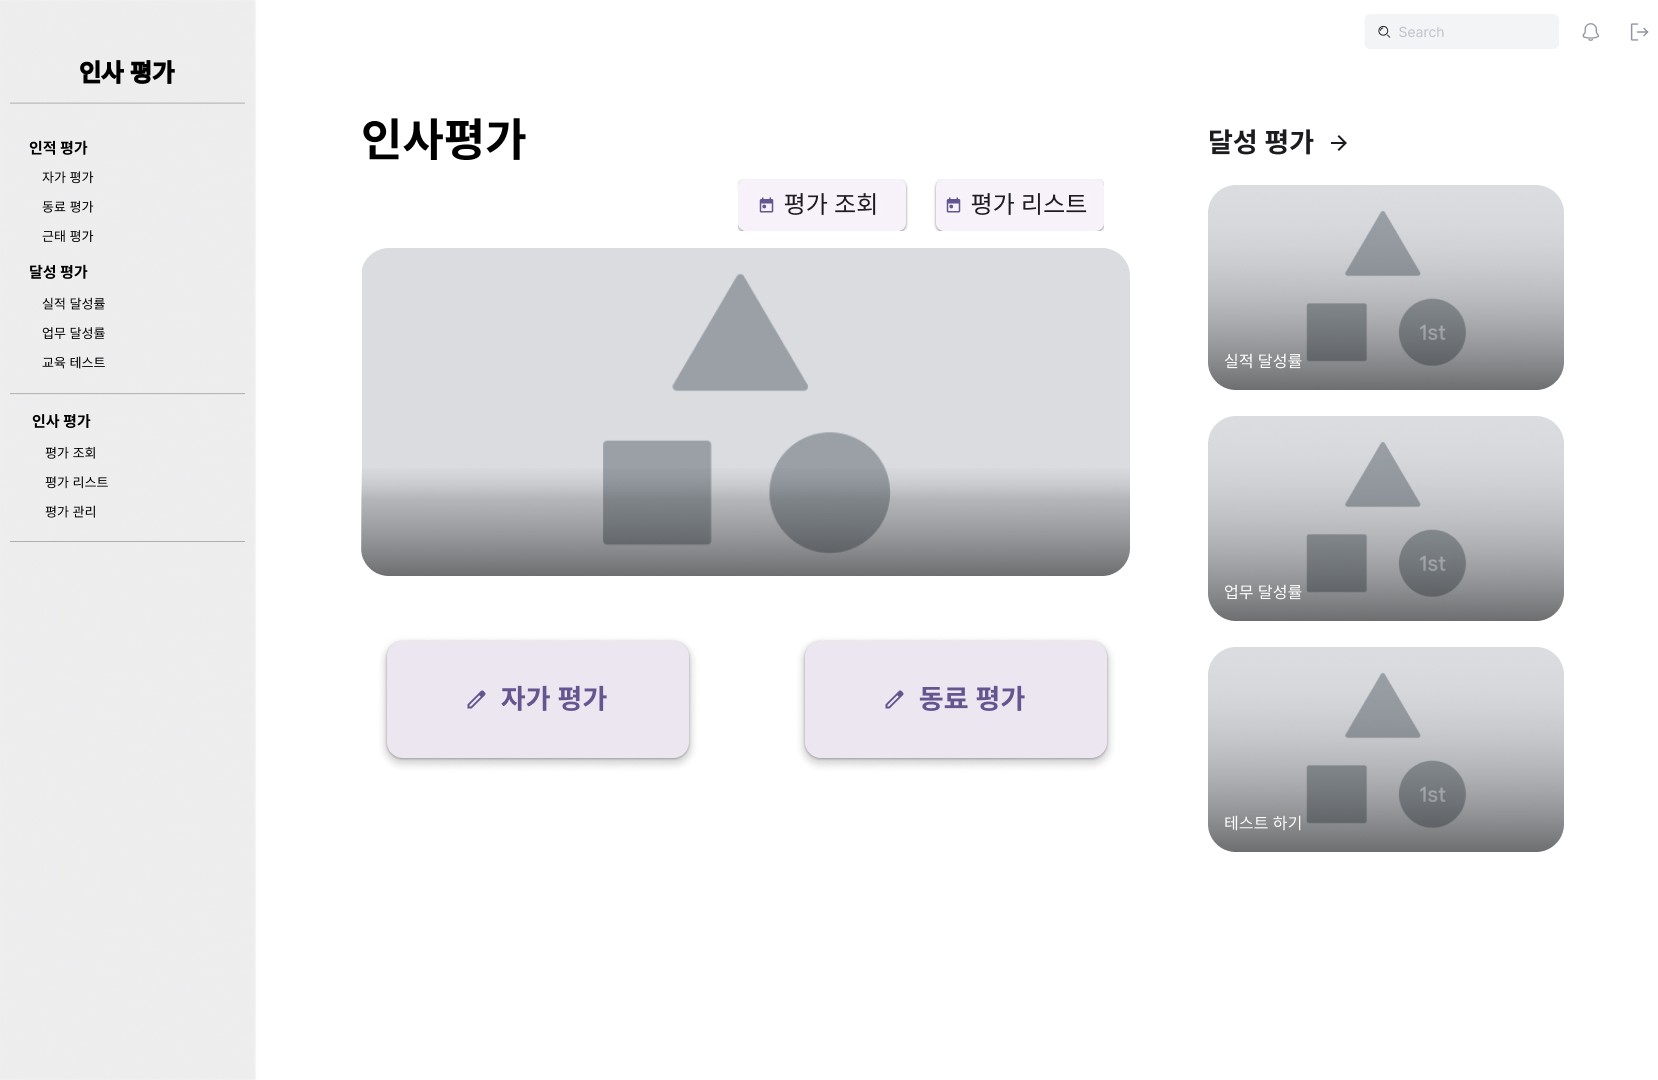 인사 평가
인적 평가
자가 평가
동료 평가
근태 평가
달성 평가
실적 달성률
업무 달성률
교육 테스트
인사 평가
평가 조회
평가 리스트
평가 관리
Search
인사평가
평가 조회
평가 리스트
자가 평가
동료 평가
달성 평가 →
1st
실적 달성률
1st
업무 달성률
1st
테스트 하기